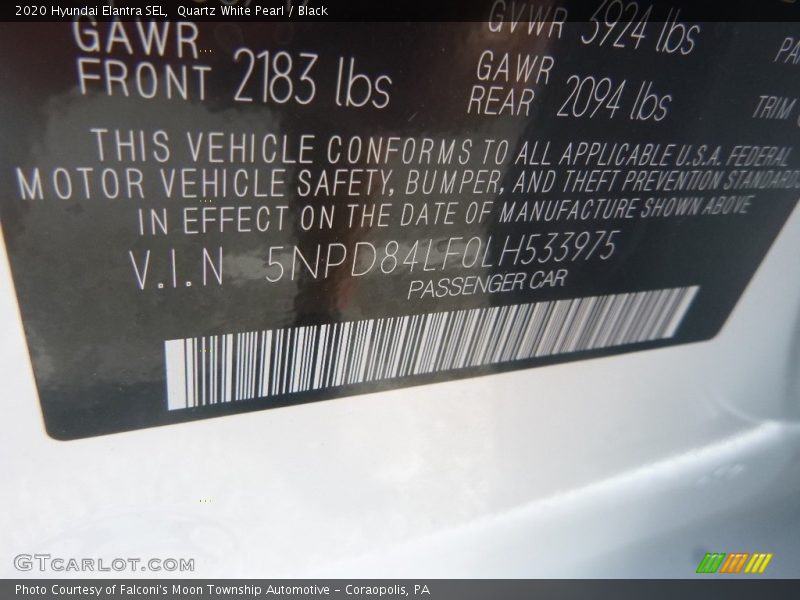 2020 Hyundai Elantra SEL, Quartz White Pearl / Black
GAWR GVWR 3924 lbs
FRONT 2183 lbs GAWR
REAR 2094 lbs TRIM
THIS VEHICLE CONFORMS TO ALL APPLICABLE U.S.A. FEDERAL
MOTOR VEHICLE SAFETY, BUMPER, AND THEFT PREVENTION STANDARDS
IN EFFECT ON THE DATE OF MANUFACTURE SHOWN ABOVE
V.I.N 5NPD84LF0LH533975
PASSENGER CAR
GTCARLOT.COM
Photo Courtesy of Falconi's Moon Township Automotive - Coraopolis, PA